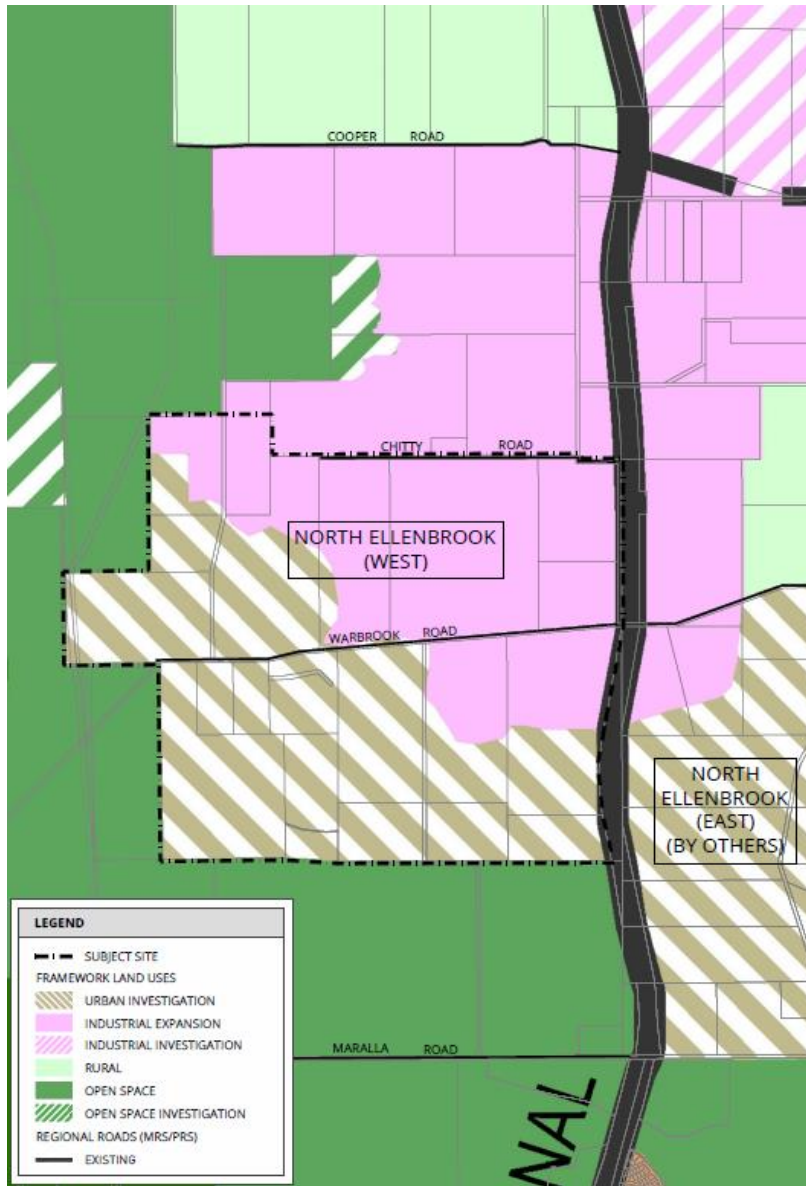 COOPER ROAD
CHITTY ROAD
NORTH ELLENBROOK
(WEST)
WARBROOK ROAD
NORTH
ELLENBROOK
(EAST)
(BY OTHERS)
LEGEND
SUBJECT SITE
FRAMEWORK LAND USES
URBAN INVESTIGATION
INDUSTRIAL EXPANSION
INDUSTRIAL INVESTIGATION
RURAL
OPEN SPACE
OPEN SPACE INVESTIGATION
REGIONAL ROADS (MRS/PRS)
EXISTING
MARALLA ROAD
NAL